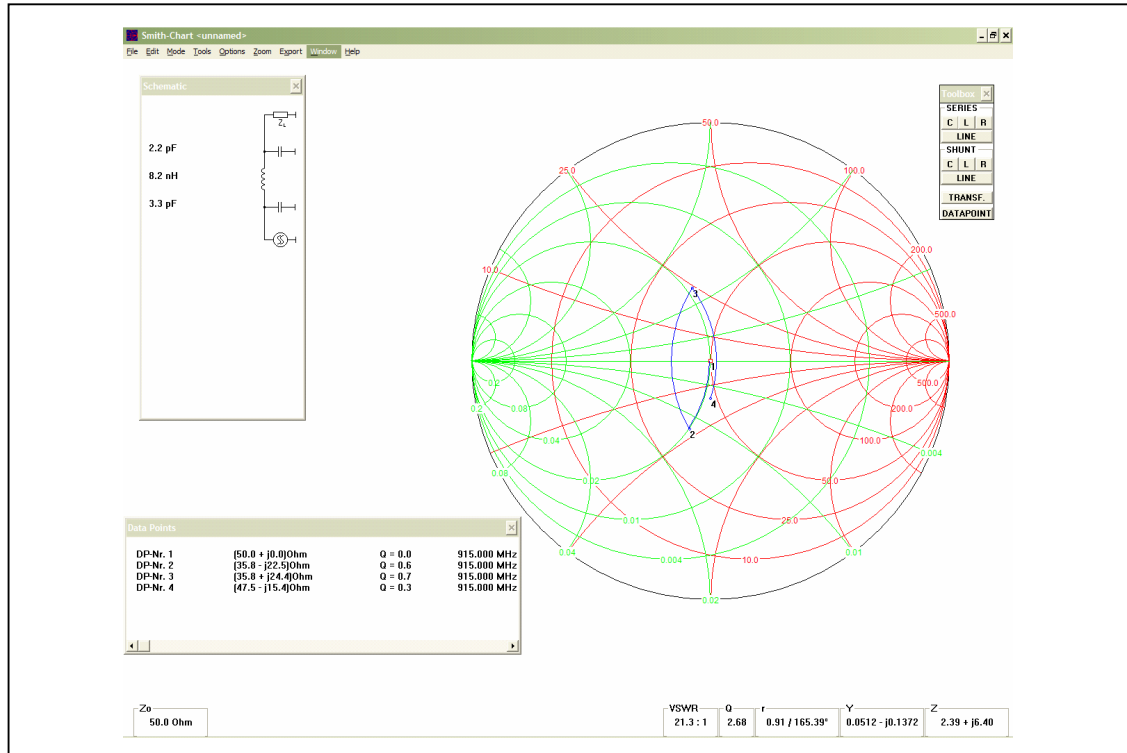 Smith-Chart <unnamed>
File Edit Mode Tools Options Zoom Export Window Help
Schematic
Z L
2.2 pF
8.2 nH
3.3 pF
Toolbox
SERIES
C L R
LINE
SHUNT
C L R
LINE
TRANSF.
DATAPOINT
50.0
25.0 100.0
10.0 200.0
500.0
3
1
4
2
0.2 500.0
0.2 0.08 200.0
0.04 100.0
0.004
0.08
0.02 50.0
0.01 25.0
0.04 0.004 10.0 0.01
0.02
Data Points
DP-Nr. 1 (50.0 + j0.0)Ohm Q = 0.0 915.000 MHz
DP-Nr. 2 (35.8 - j22.5)Ohm Q = 0.6 915.000 MHz
DP-Nr. 3 (35.8 + j24.4)Ohm Q = 0.7 915.000 MHz
DP-Nr. 4 (47.5 - j15.4)Ohm Q = 0.3 915.000 MHz
Zo VSWR Q r Y Z
50.0 Ohm 21.3 : 1 2.68 0.91 / 165.39° 0.0512 - j0.1372 2.39 + j6.40